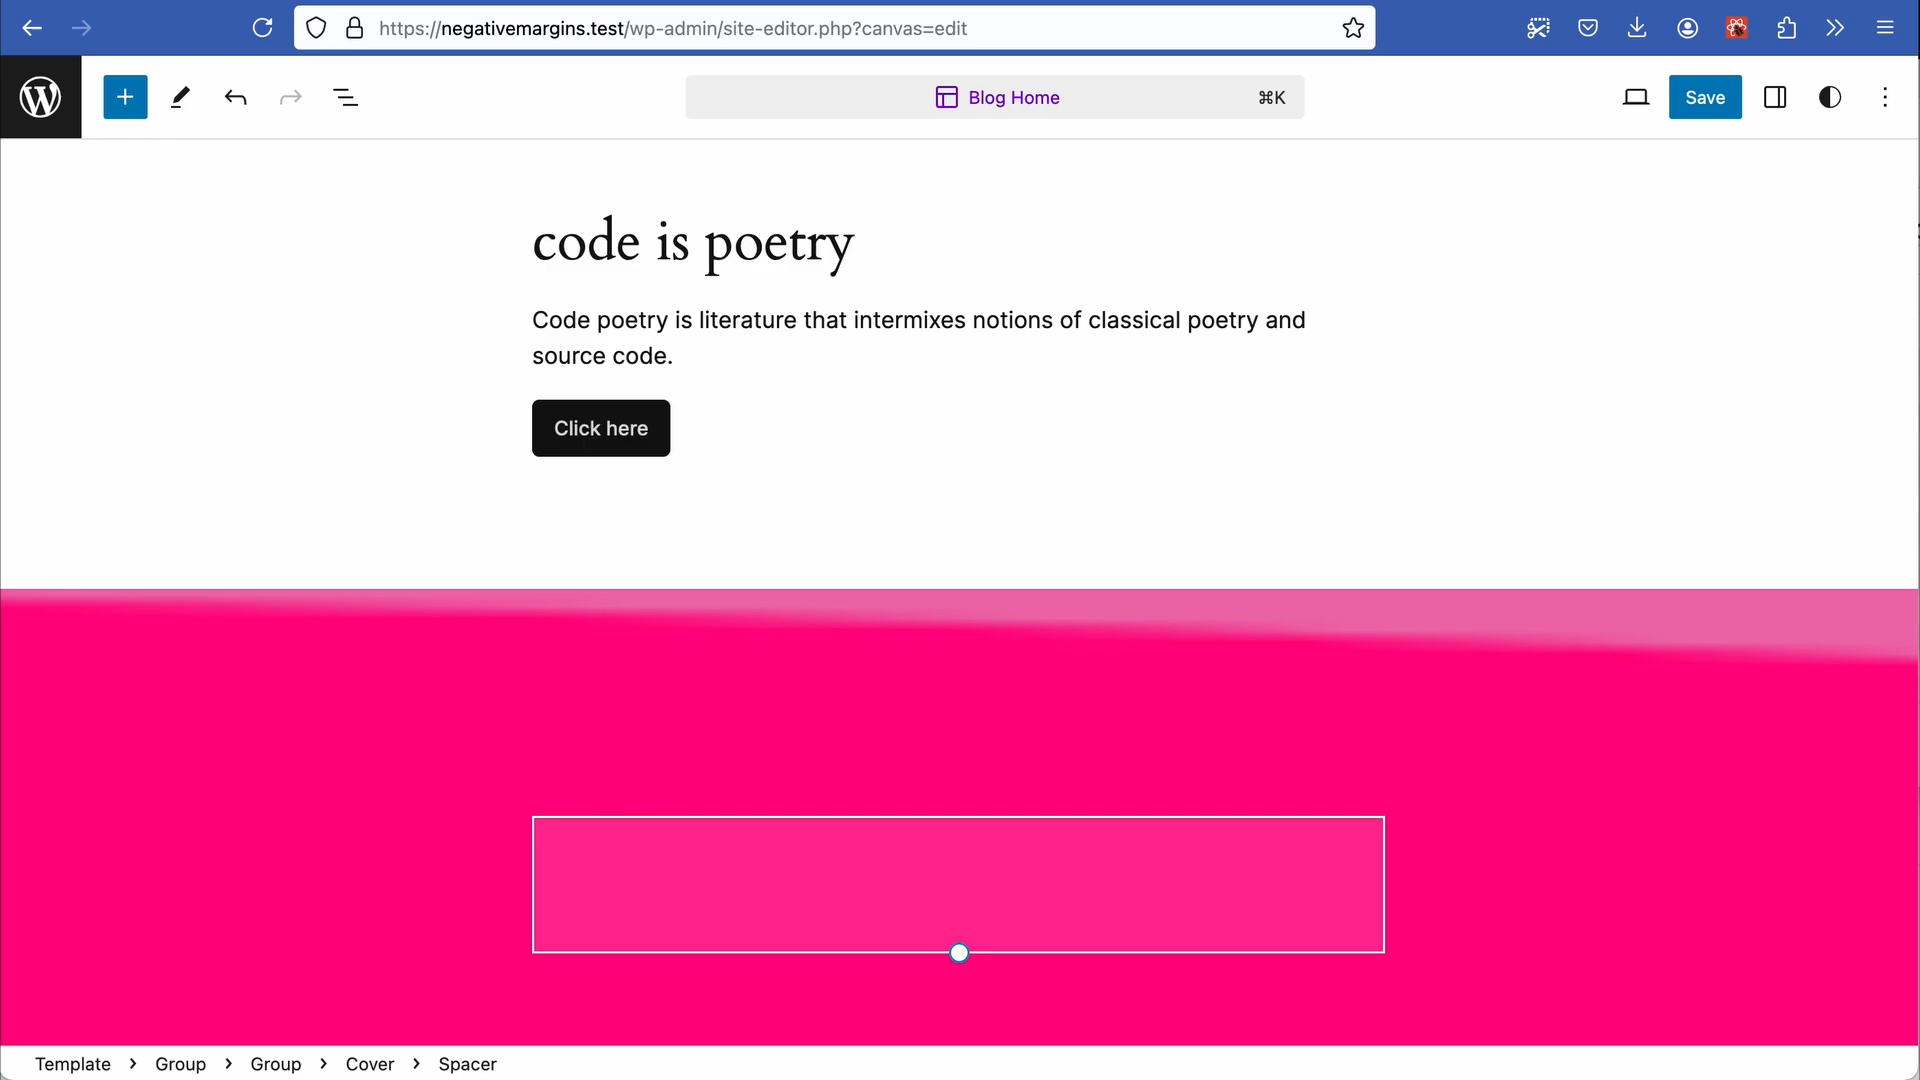 https://negativemargins.test/wp-admin/site-editor.php?canvas=edit
Blog Home ⌘K
Save
code is poetry
Code poetry is literature that intermixes notions of classical poetry and
source code.
Click here
Template > Group > Group > Cover > Spacer